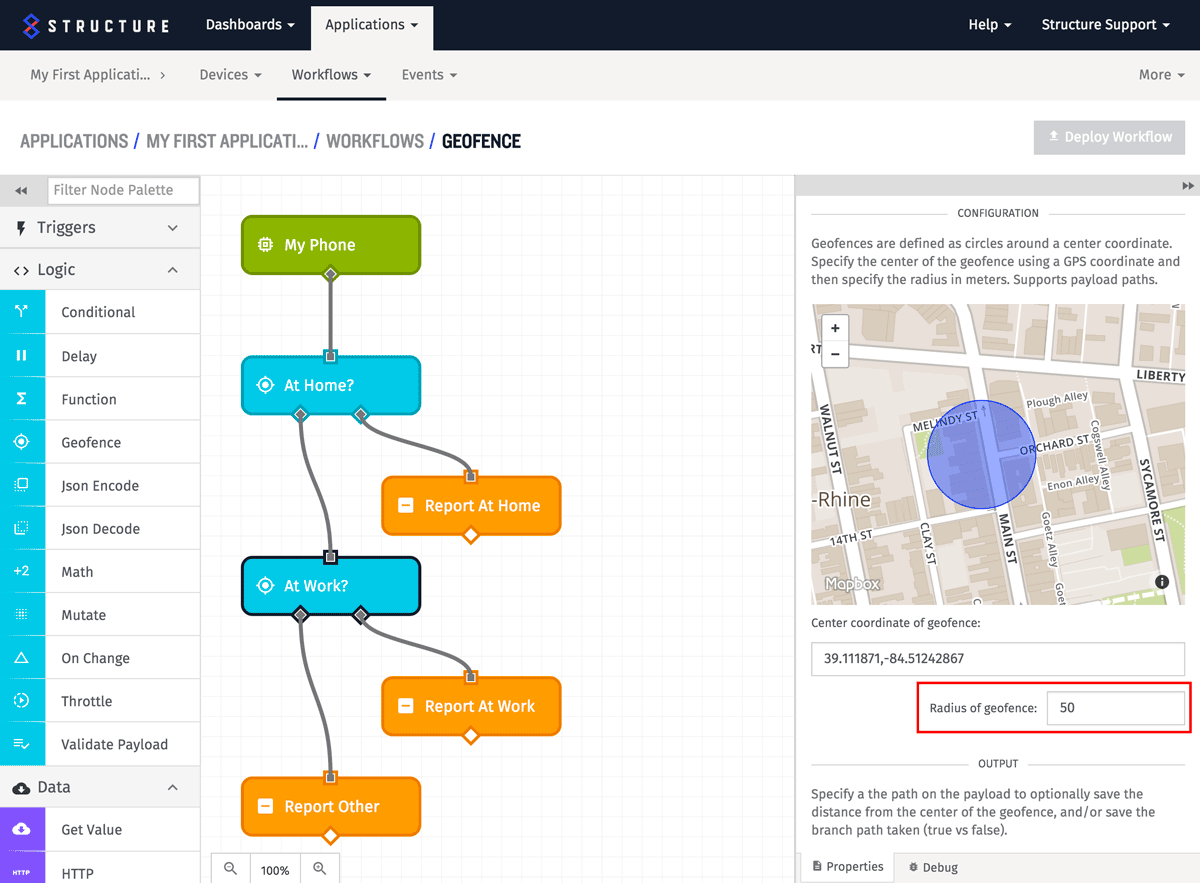 STRUCTURE
Dashboards
Applications
Help
Structure Support
My First Applicati...
Devices
Workflows
Events
More
APPLICATIONS / MY FIRST APPLICATI... / WORKFLOWS / GEOFENCE
Deploy Workflow
Filter Node Palette
Triggers
Logic
Conditional
Delay
Function
Geofence
Json Encode
Json Decode
+2 Math
Mutate
On Change
Throttle
Validate Payload
Data
Get Value
HTTP HTTP
My Phone
At Home?
Report At Home
At Work?
Report At Work
Report Other
100%
CONFIGURATION
Geofences are defined as circles around a center coordinate.
Specify the center of the geofence using a GPS coordinate and
then specify the radius in meters. Supports payload paths.
+
−
RT
LIBERTY
Plough Alley
MELINDY ST
WALNUT ST
ORCHARD ST
Cogswell Alley
Enon Alley
SYCAMORE ST
-Rhine
14TH ST
CLAY ST
MAIN ST
Goetz Alley
Goetz
Mapbox
Center coordinate of geofence:
39.111871,-84.51242867
Radius of geofence: 50
OUTPUT
Specify a the path on the payload to optionally save the
distance from the center of the geofence, and/or save the
branch path taken (true vs false).
Properties
Debug